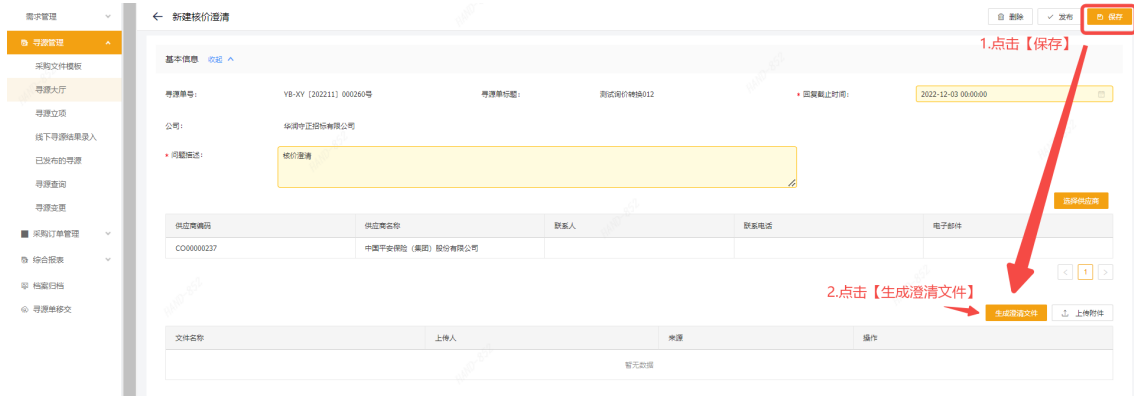 需求管理
← 新建核价澄清
删除
发布
保存
寻源管理
1.点击【保存】
基本信息 收起
采购文件模板
寻源大厅
寻源单号： YB-XY [202211] 000260号 寻源单标题： 测试询价转换012 * 回复截止时间： 2022-12-03 00:00:00
寻源立项
公司： 华润守正招标有限公司
线下寻源结果录入
* 问题描述： 核价澄清
已发布的寻源
寻源查询
寻源变更
选择供应商
采购订单管理
供应商编码 供应商名称 联系人 联系电话 电子邮件
CO00000237 中国平安保险（集团）股份有限公司
综合报表
< 1 >
档案归档
2.点击【生成澄清文件】
寻源单移交
生成澄清文件 上传附件
文件名称 上传人 来源 操作
暂无数据